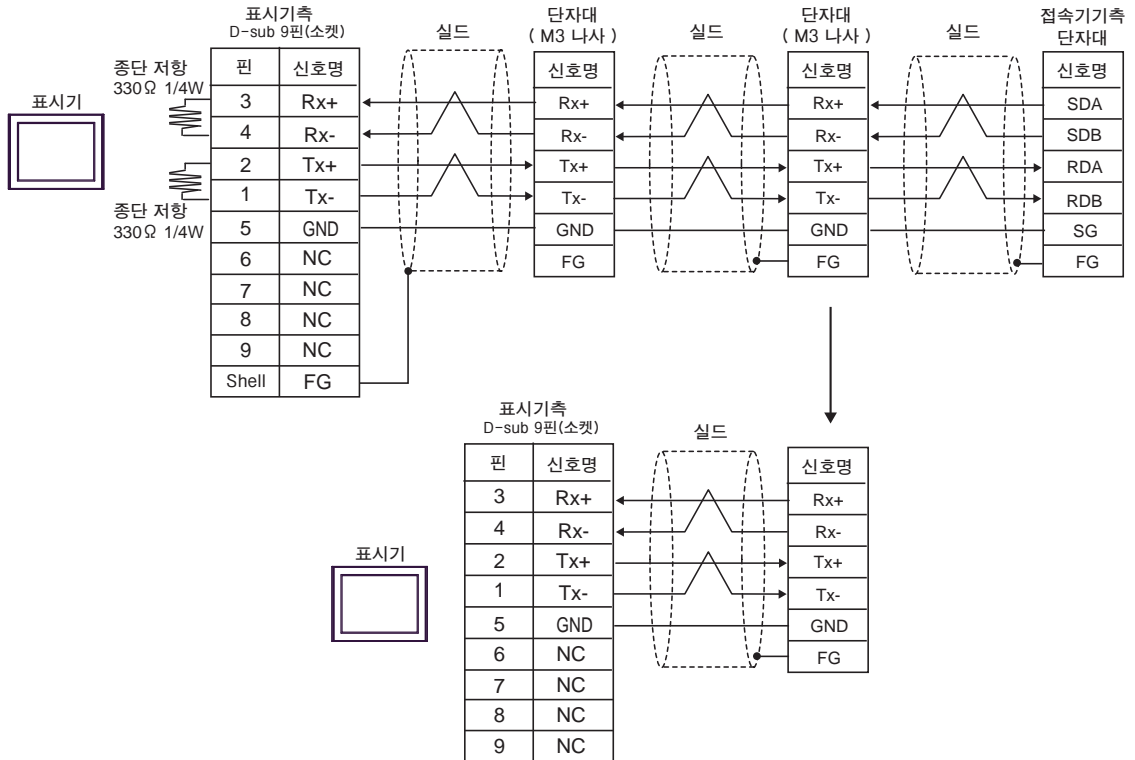 표시기측
D-sub 9핀(소켓)
실드
단자대
( M3 나사 )
실드
단자대
( M3 나사 )
실드
접속기기측
단자대
표시기
종단 저항
330Ω 1/4W
종단 저항
330Ω 1/4W
핀 신호명
3 Rx+
4 Rx-
2 Tx+
1 Tx-
5 GND
6 NC
7 NC
8 NC
9 NC
Shell FG
신호명
Rx+
Rx-
Tx+
Tx-
GND
FG
신호명
Rx+
Rx-
Tx+
Tx-
GND
FG
신호명
SDA
SDB
RDA
RDB
SG
FG
표시기측
D-sub 9핀(소켓)
실드
표시기
핀 신호명
3 Rx+
4 Rx-
2 Tx+
1 Tx-
5 GND
6 NC
7 NC
8 NC
9 NC
신호명
Rx+
Rx-
Tx+
Tx-
GND
FG